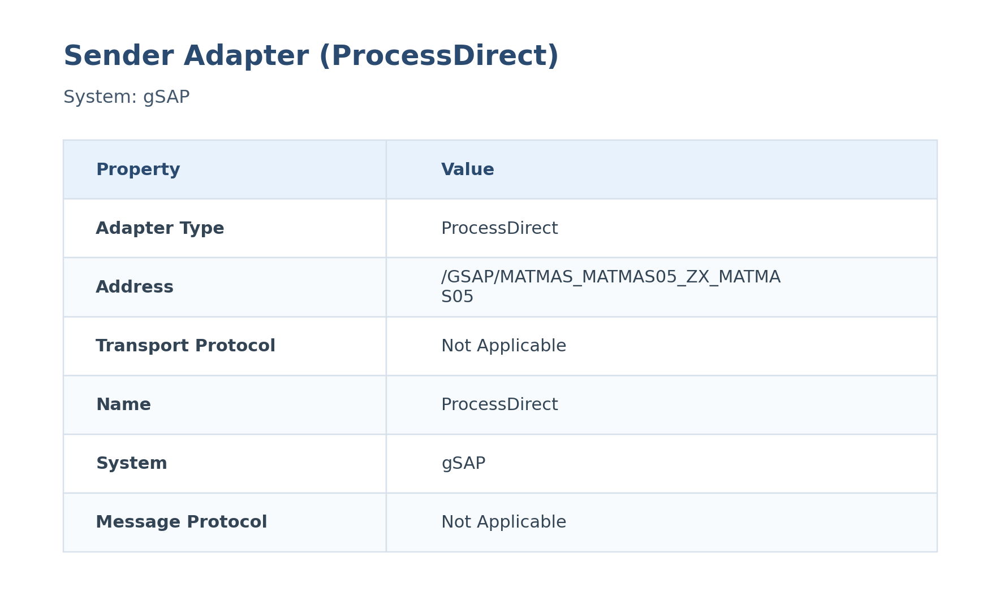 Sender Adapter (ProcessDirect)
System: gSAP
Property Value
Adapter Type ProcessDirect
Address /GSAP/MATMAS_MATMAS05_ZX_MATMA
S05
Transport Protocol Not Applicable
Name ProcessDirect
System gSAP
Message Protocol Not Applicable